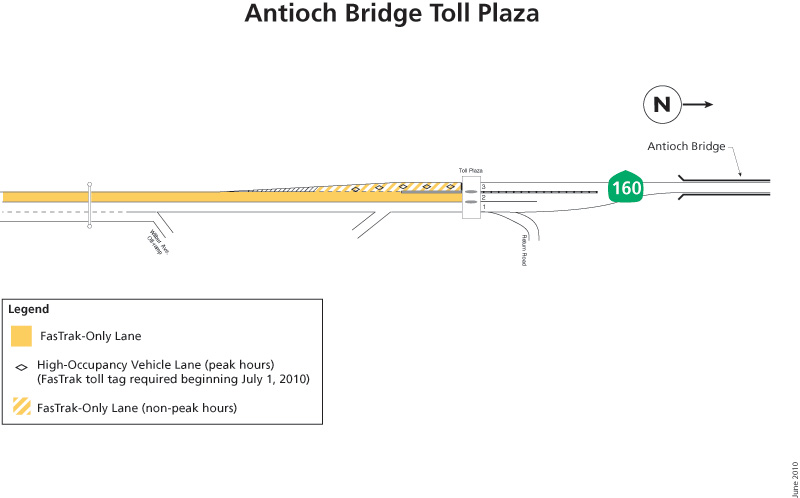 Antioch Bridge Toll Plaza
N
Antioch Bridge
Toll Plaza
3
2
1
160
Wilbur Ave.
Off-ramp
Return Road
Legend
FasTrak-Only Lane
High-Occupancy Vehicle Lane (peak hours)
(FasTrak toll tag required beginning July 1, 2010)
FasTrak-Only Lane (non-peak hours)
June 2010